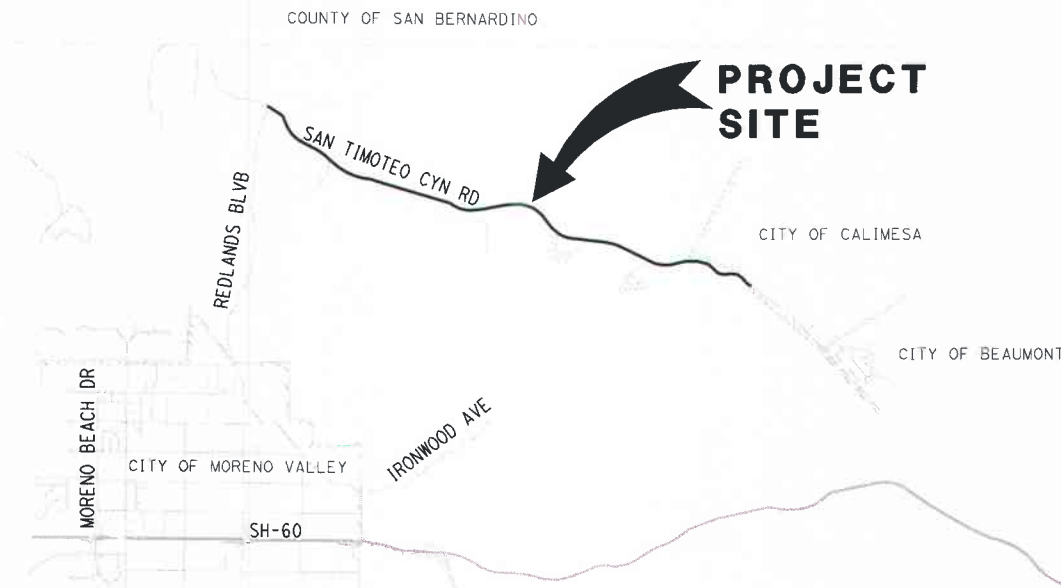 COUNTY OF SAN BERNARDINO
PROJECT
SITE
SAN TIMOTEO CYN RD
REDLANDS BLVB
CITY OF CALIMESA
CITY OF BEAUMONT
MORENO BEACH DR
IRONWOOD AVE
CITY OF MORENO VALLEY
SH-60